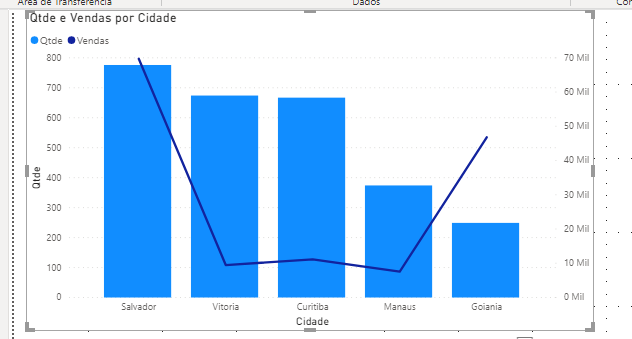 Área de Transferência Dados
Qtde e Vendas por Cidade
Qtde Vendas
800 70 Mil
700 60 Mil
600 50 Mil
500 40 Mil
400 30 Mil
300 20 Mil
200 10 Mil
100 0 Mil
0
Qtde
Salvador Vitoria Curitiba Manaus Goiania
Cidade